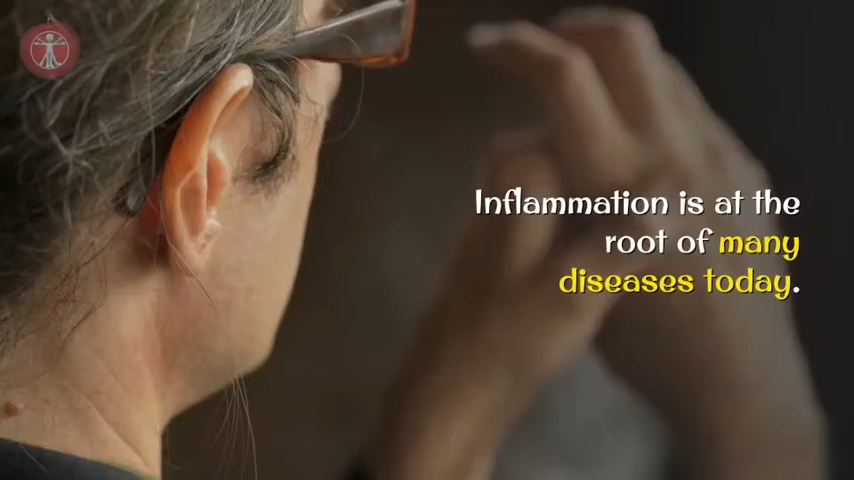 Inflammation is at the
root of many
diseases today.